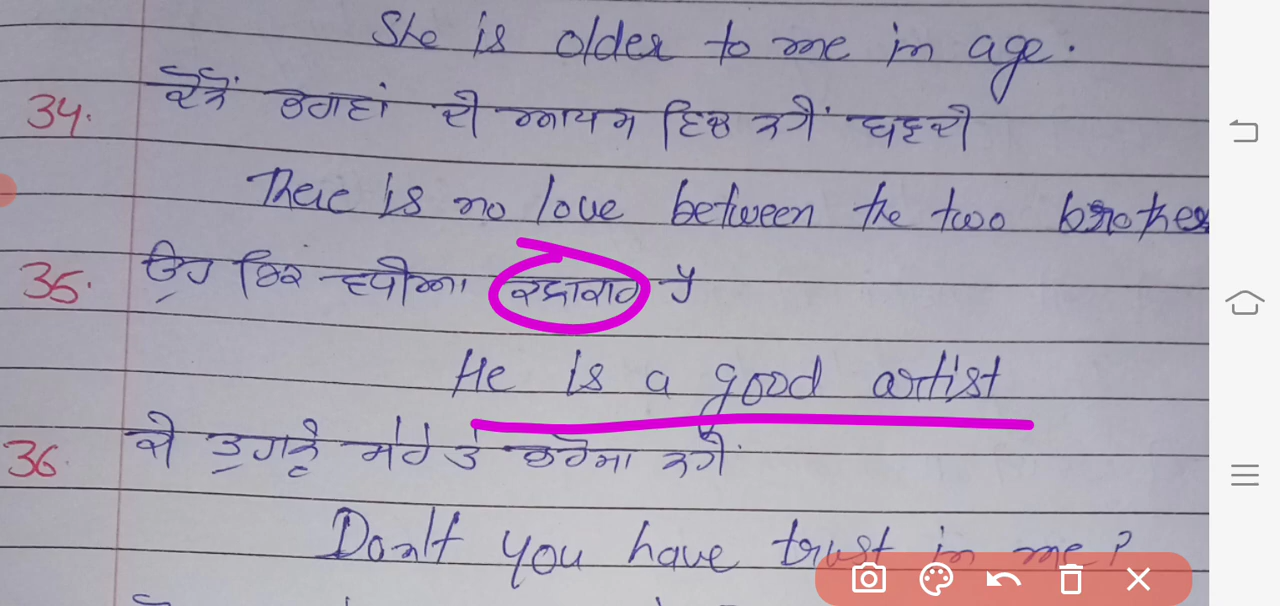 She is older to me in age.
34. ਦੋਨੋਂ ਭਰਾਵਾਂ ਦੀ ਆਪਸ ਵਿਚ ਨਹੀਂ ਬਣਦੀ
There is no love between the two brother
35. ਉਹ ਇਕ ਵਧੀਆ ਕਲਾਕਾਰ ਹੈ
He is a good artist
36. ਕੀ ਤੁਹਾਨੂੰ ਮੇਰੇ ਤੇ ਭਰੋਸਾ ਨਹੀਂ
Don't you have trust in me?